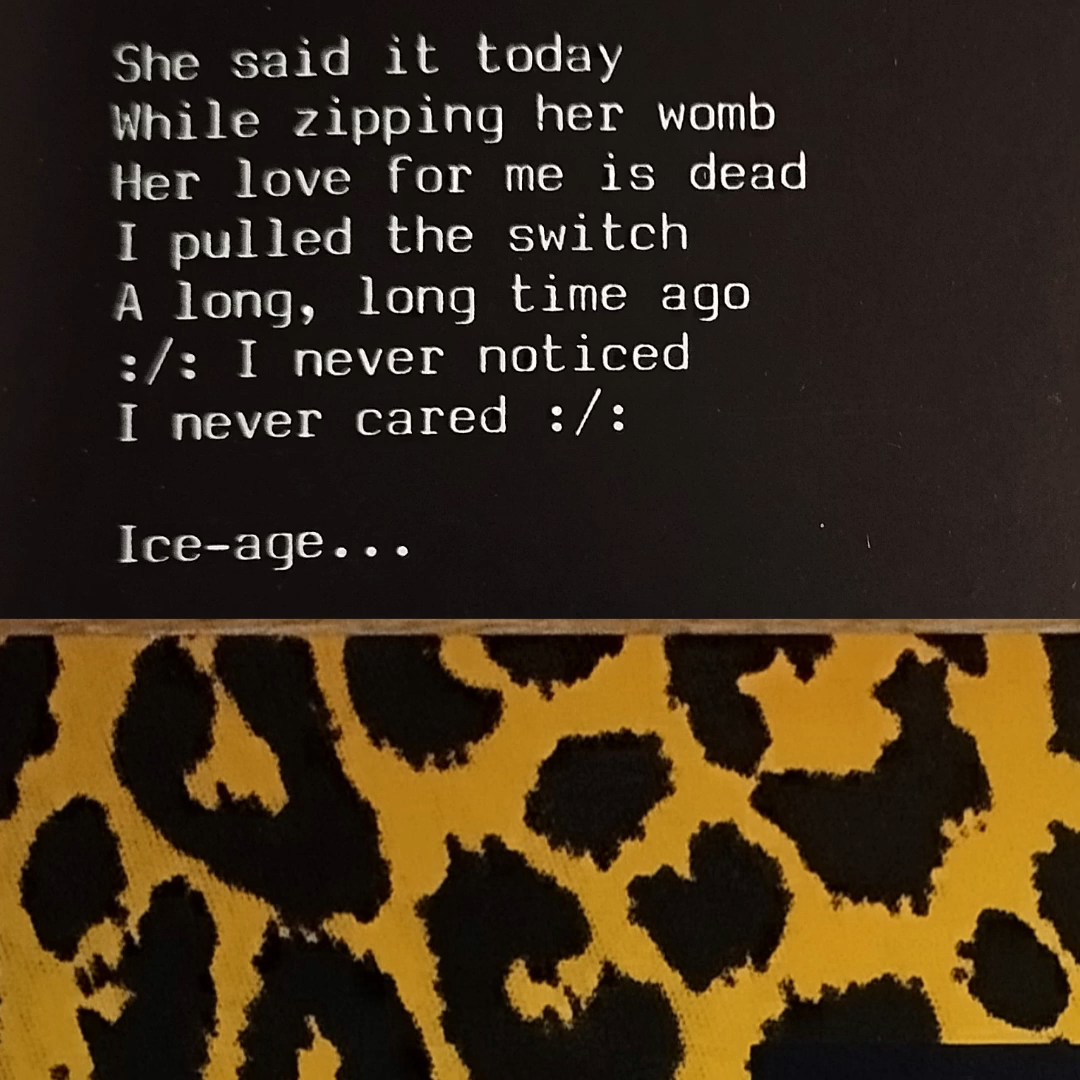 She said it today
While zipping her womb
Her love for me is dead
I pulled the switch
A long, long time ago
:/: I never noticed
I never cared :/:
Ice-age...